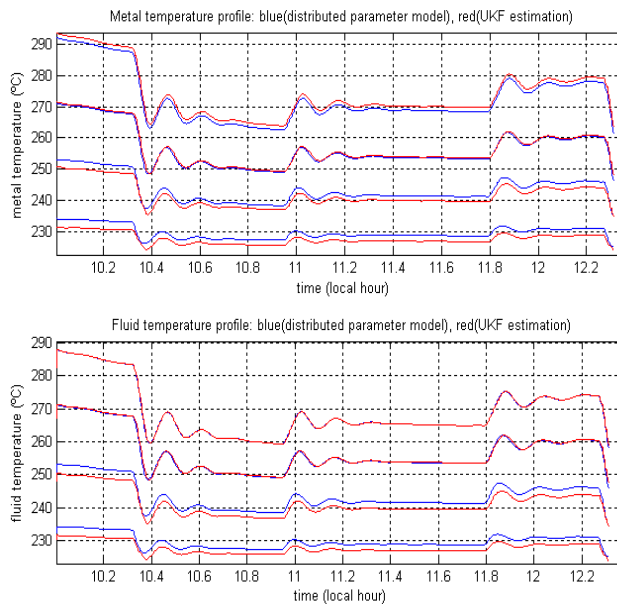 Metal temperature profile: blue(distributed parameter model), red(UKF estimation)
290
280
270
260
250
240
230
metal temperature (ºC)
10.2 10.4 10.6 10.8 11 11.2 11.4 11.6 11.8 12 12.2
time (local hour)
Fluid temperature profile: blue(distributed parameter model), red(UKF estimation)
290
280
270
260
250
240
230
fluid temperature (ºC)
10.2 10.4 10.6 10.8 11 11.2 11.4 11.6 11.8 12 12.2
time (local hour)